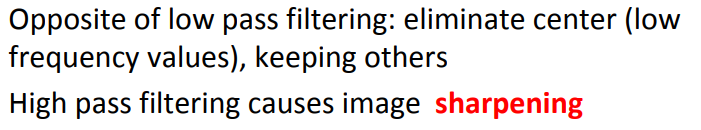 Opposite of low pass filtering: eliminate center (low
frequency values), keeping others
High pass filtering causes image sharpening